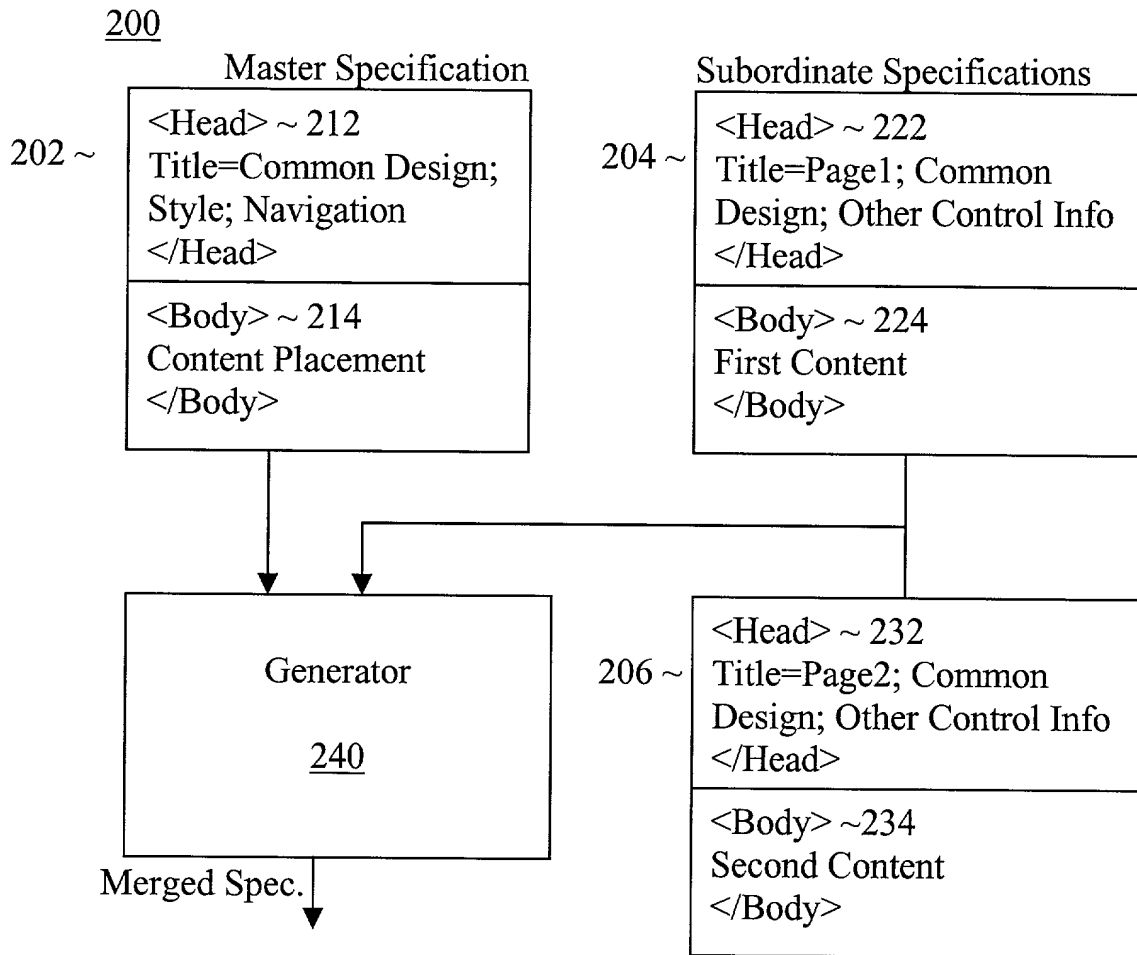 200
Master Specification
202 ~
<Head> ~ 212
Title=Common Design;
Style; Navigation
</Head>
<Body> ~ 214
Content Placement
</Body>
Subordinate Specifications
204 ~
<Head> ~ 222
Title=Page1; Common
Design; Other Control Info
</Head>
<Body> ~ 224
First Content
</Body>
Generator
240
Merged Spec.
206 ~
<Head> ~ 232
Title=Page2; Common
Design; Other Control Info
</Head>
<Body> ~234
Second Content
</Body>